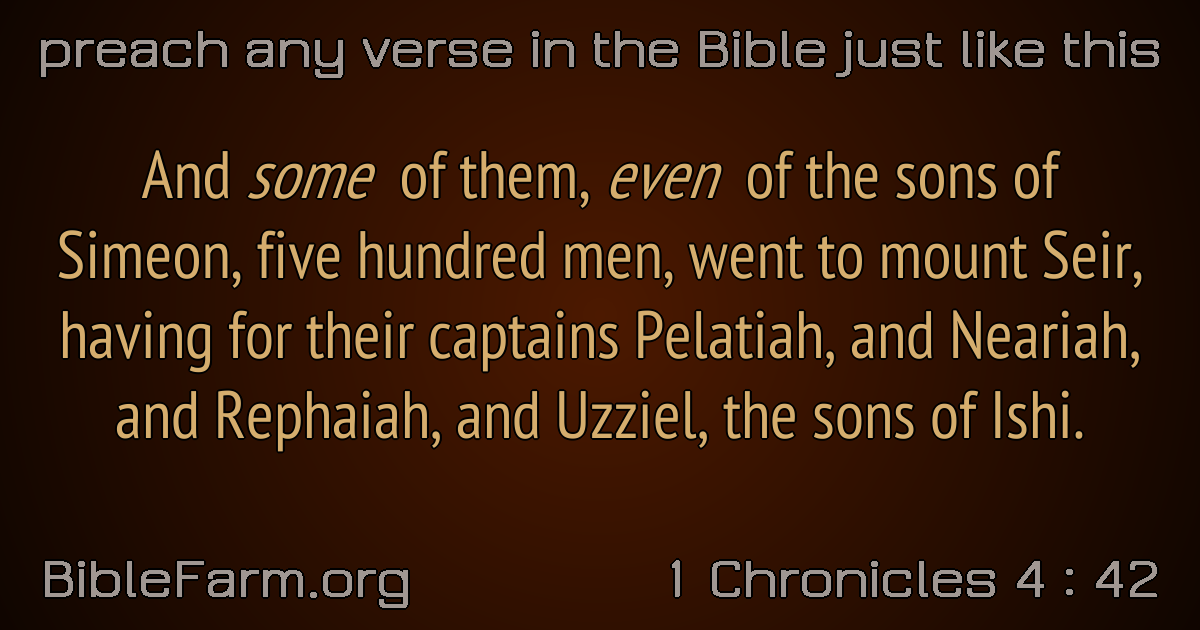 preach any verse in the Bible just like this
And some of them, even of the sons of
Simeon, five hundred men, went to mount Seir,
having for their captains Pelatiah, and Neariah,
and Rephaiah, and Uzziel, the sons of Ishi.
BibleFarm.org
1 Chronicles 4 : 42